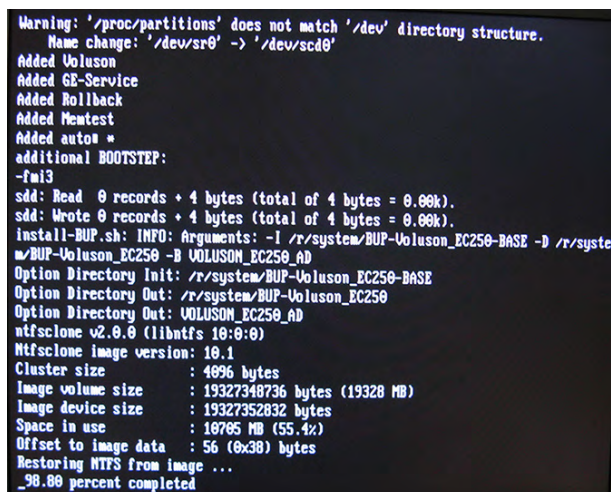 Warning: '/proc/partitions' does not match '/dev' directory structure.
Name change: '/dev/sr0' -> '/dev/scd0'
Added Voluson
Added GE-Service
Added Rollback
Added Memtest
Added auto■ *
additional BOOTSTEP:
-fmi3
sdd: Read 0 records + 4 bytes (total of 4 bytes = 0.00k).
sdd: Wrote 0 records + 4 bytes (total of 4 bytes = 0.00k).
install-BUP.sh: INFO: Arguments: -I /r/system/BUP-Voluson_EC250-BASE -D /r/syste
m/BUP-Voluson_EC250 -B VOLUSON_EC250_AD
Option Directory Init: /r/system/BUP-Voluson_EC250-BASE
Option Directory Out: /r/system/BUP-Voluson_EC250
Option Directory Out: VOLUSON_EC250_AD
ntfsclone v2.0.0 (libntfs 10:0:0)
Ntfsclone image version: 10.1
Cluster size : 4096 bytes
Image volume size : 19327348736 bytes (19328 MB)
Image device size : 19327352832 bytes
Space in use : 10705 MB (55.4%)
Offset to image data : 56 (0x38) bytes
Restoring NTFS from image ...
_98.80 percent completed